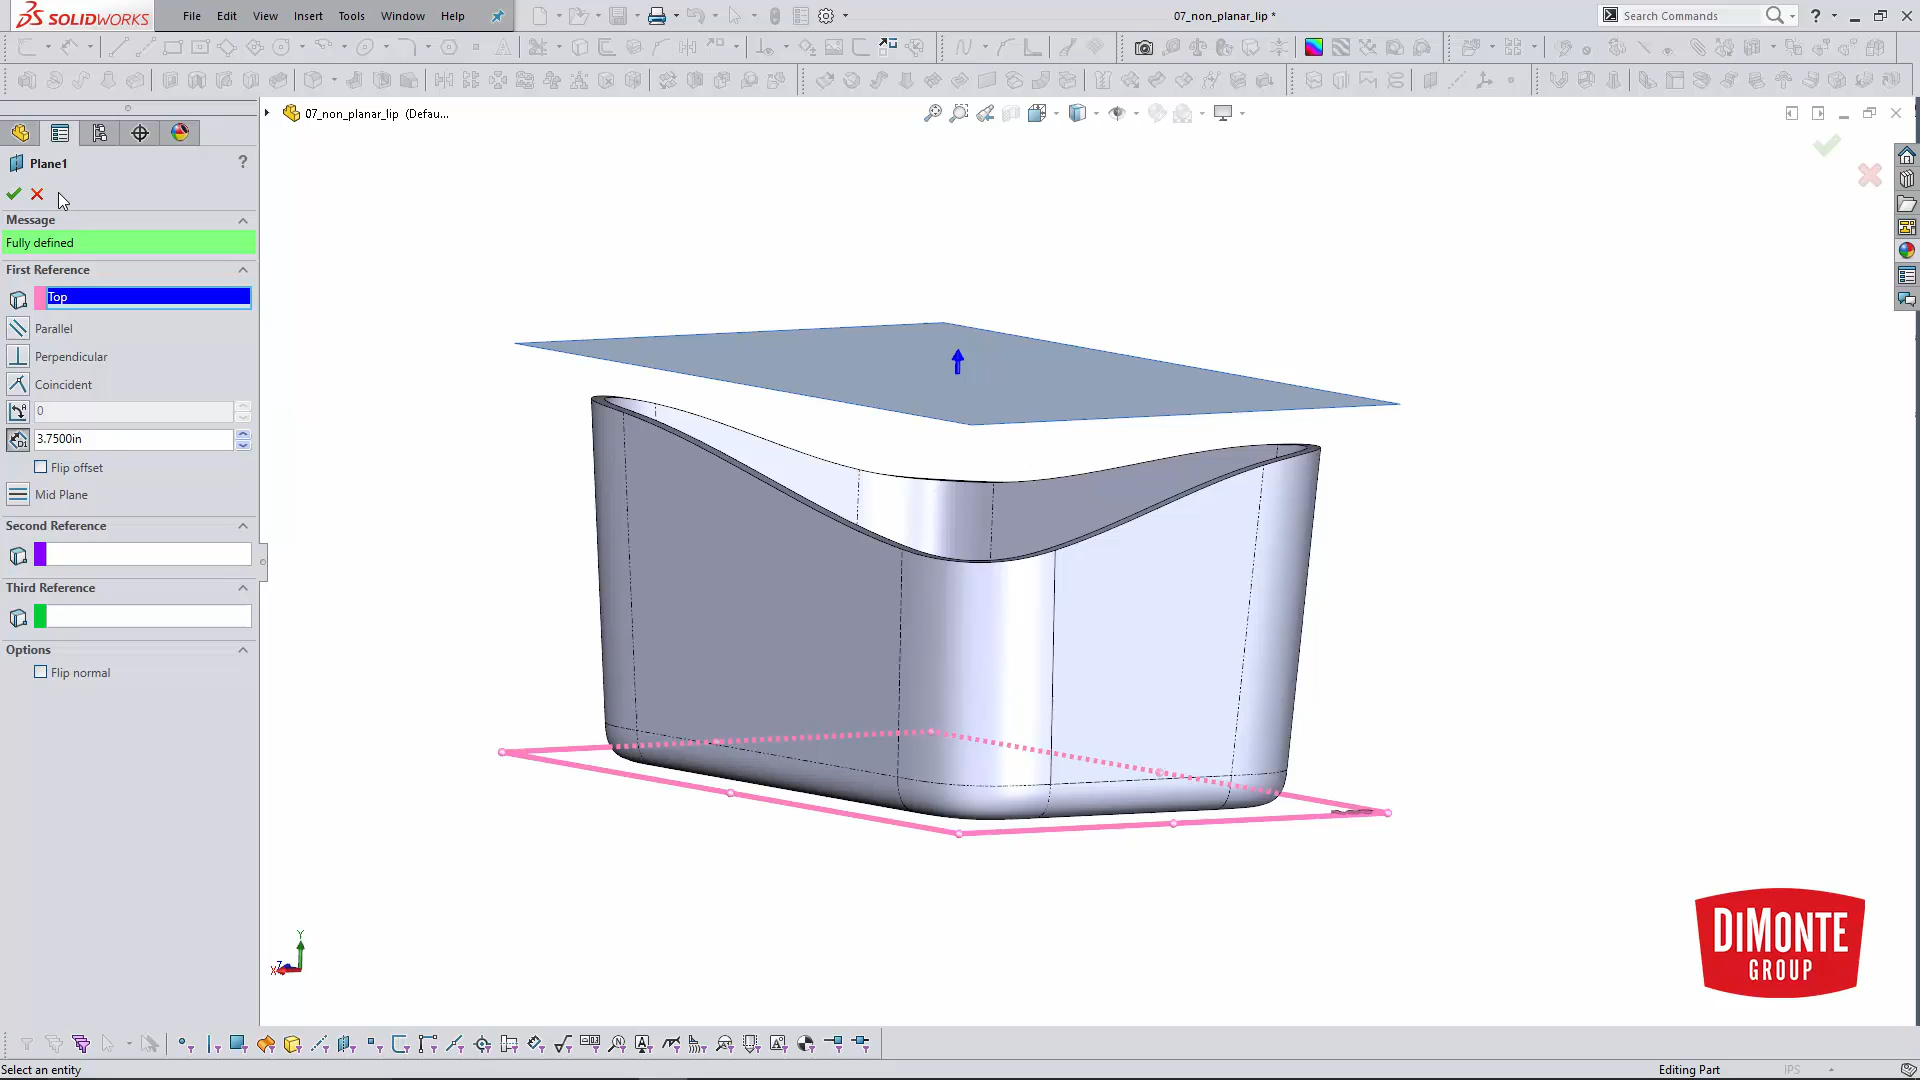 SOLIDWORKS
File Edit View Insert Tools Window Help
07_non_planar_lip *
Search Commands
?
07_non_planar_lip (Defau...
Plane1
?
Message
Fully defined
First Reference
Top
Parallel
Perpendicular
Coincident
0
3.7500in
Flip offset
Mid Plane
Second Reference
Third Reference
Options
Flip normal
Y
X
Z
DIMONTE
GROUP
Select an entity
Editing Part
IPS